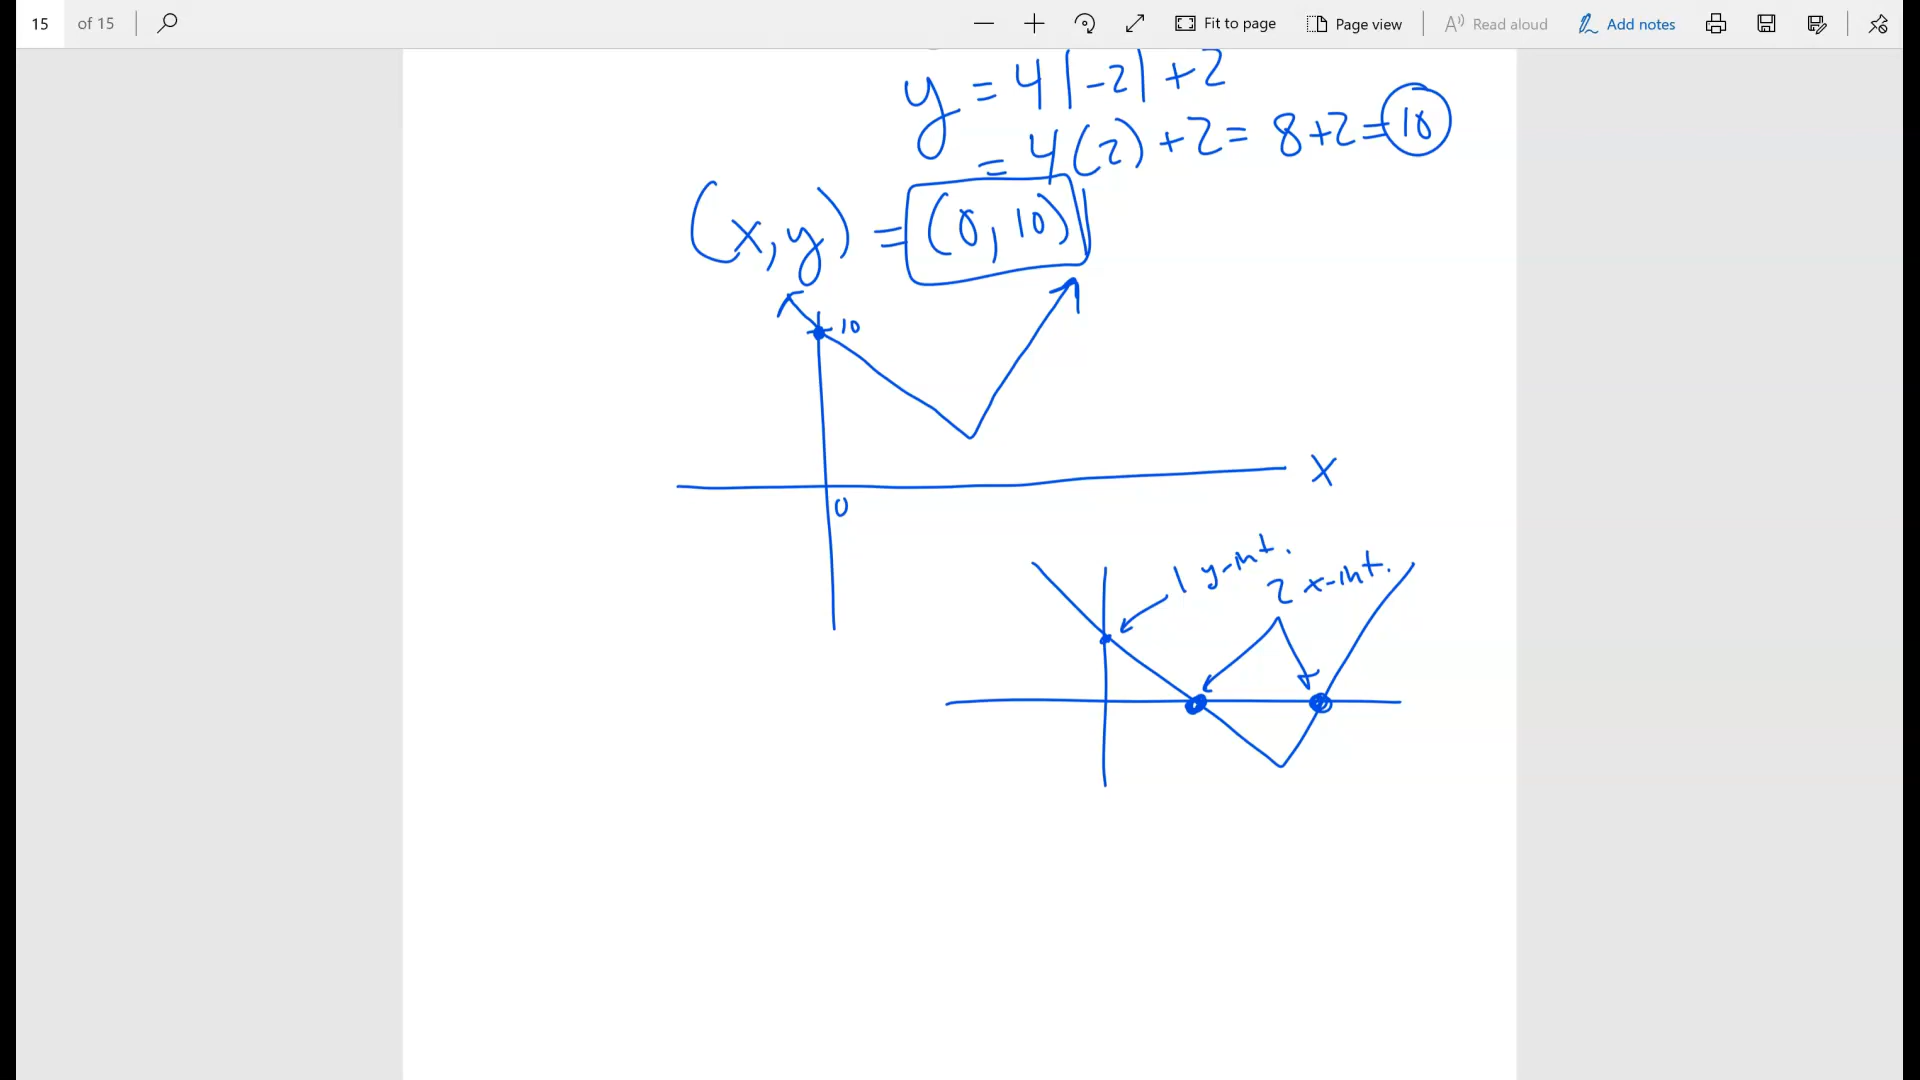 15 of 15 Fit to page Page view Read aloud Add notes
y = 4|-2| + 2
= 4(2) + 2 = 8 + 2 = 10
(x, y) = (0, 10)
10
X
0
1 y-int.
2 x-int.